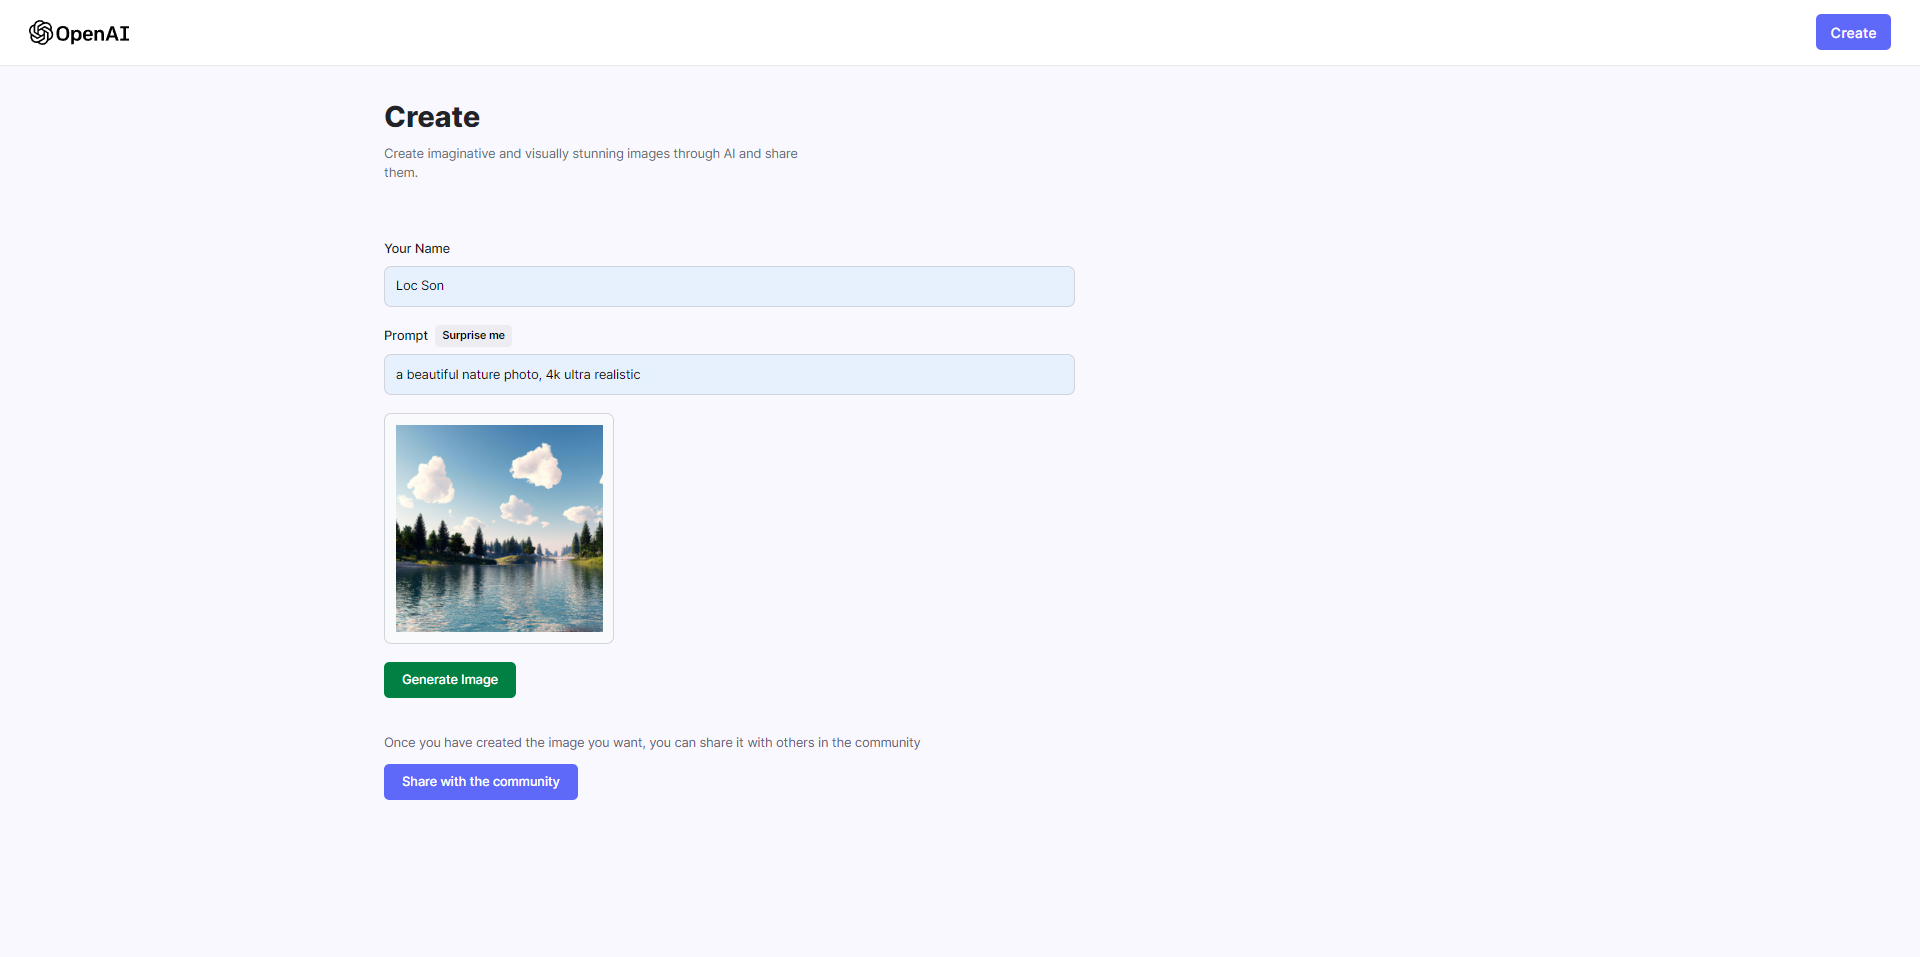 OpenAI
Create
Create
Create imaginative and visually stunning images through AI and share
them.
Your Name
Loc Son
Prompt Surprise me
a beautiful nature photo, 4k ultra realistic
Generate Image
Once you have created the image you want, you can share it with others in the community
Share with the community